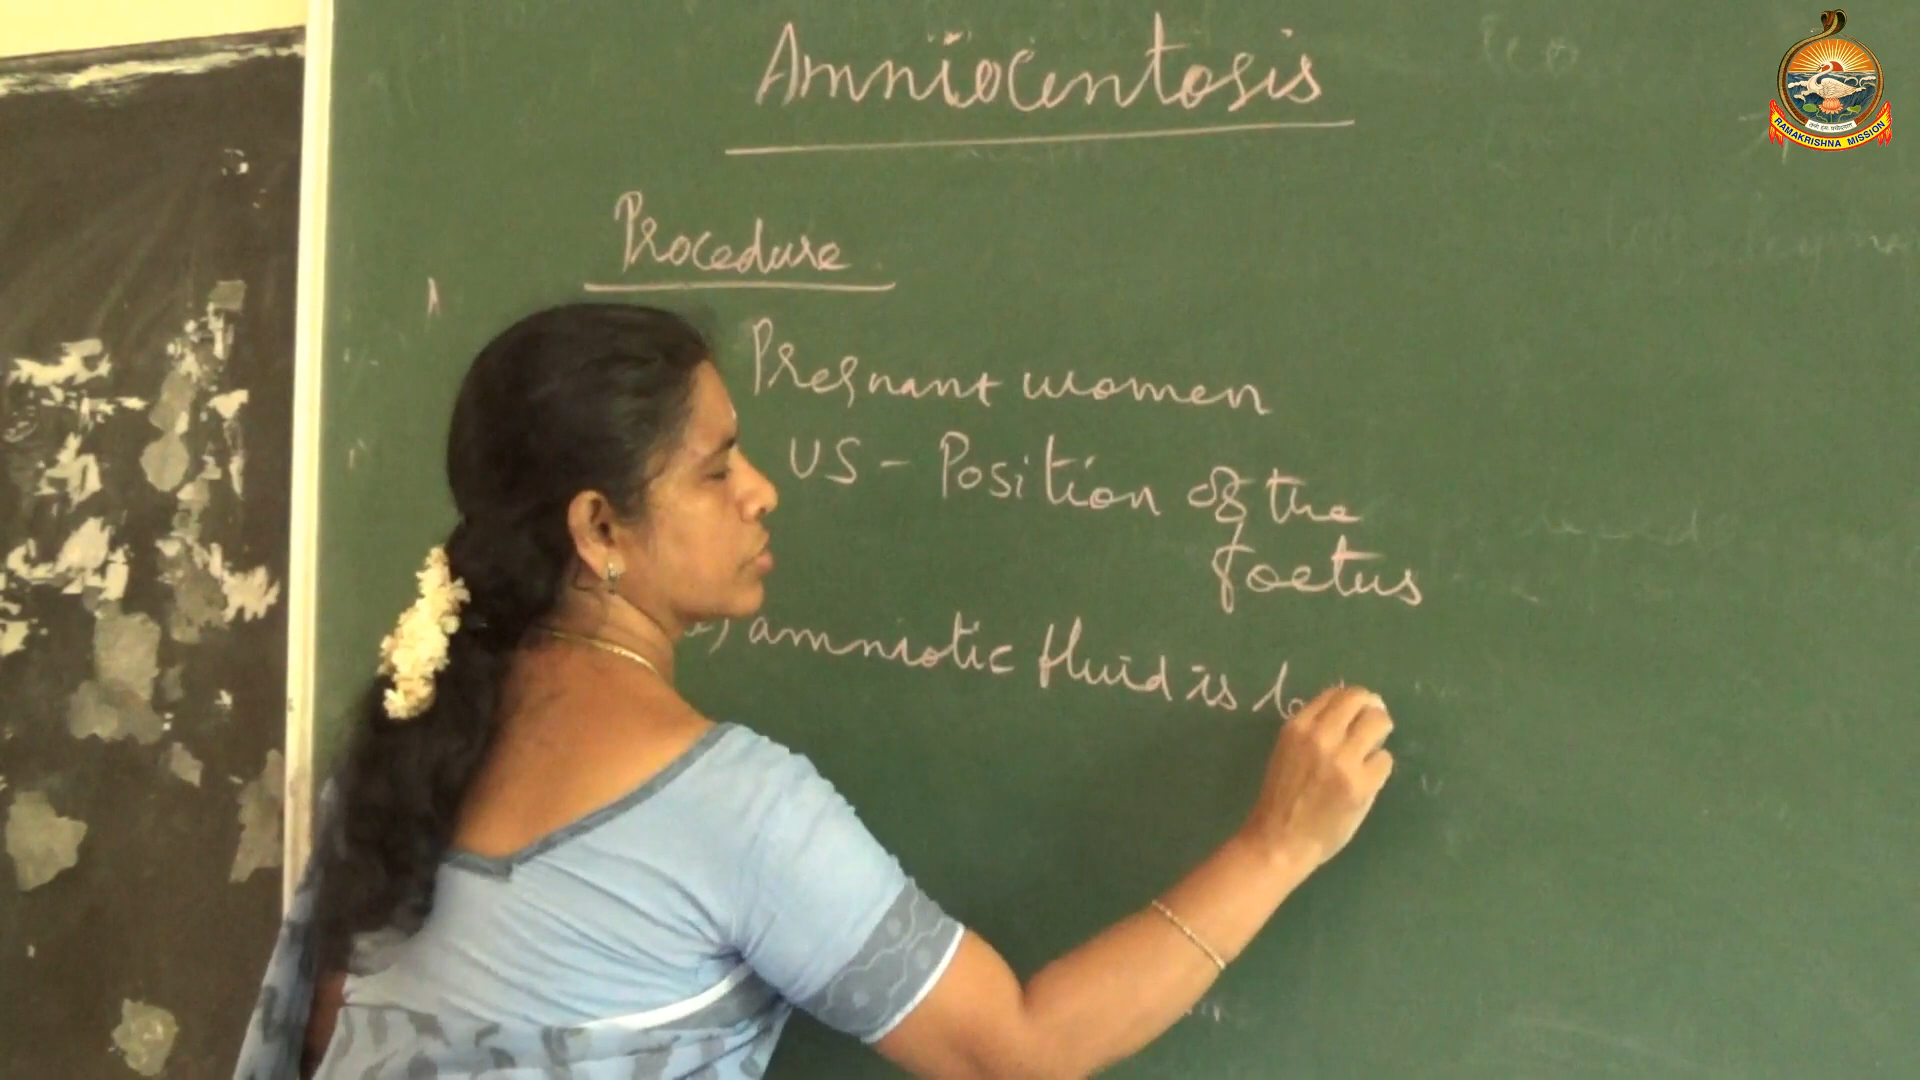 Amniocentosis
Procedure
Pregnant women
US - Position of the
foetus
amniotic fluid is
RAMAKRISHNA MISSION